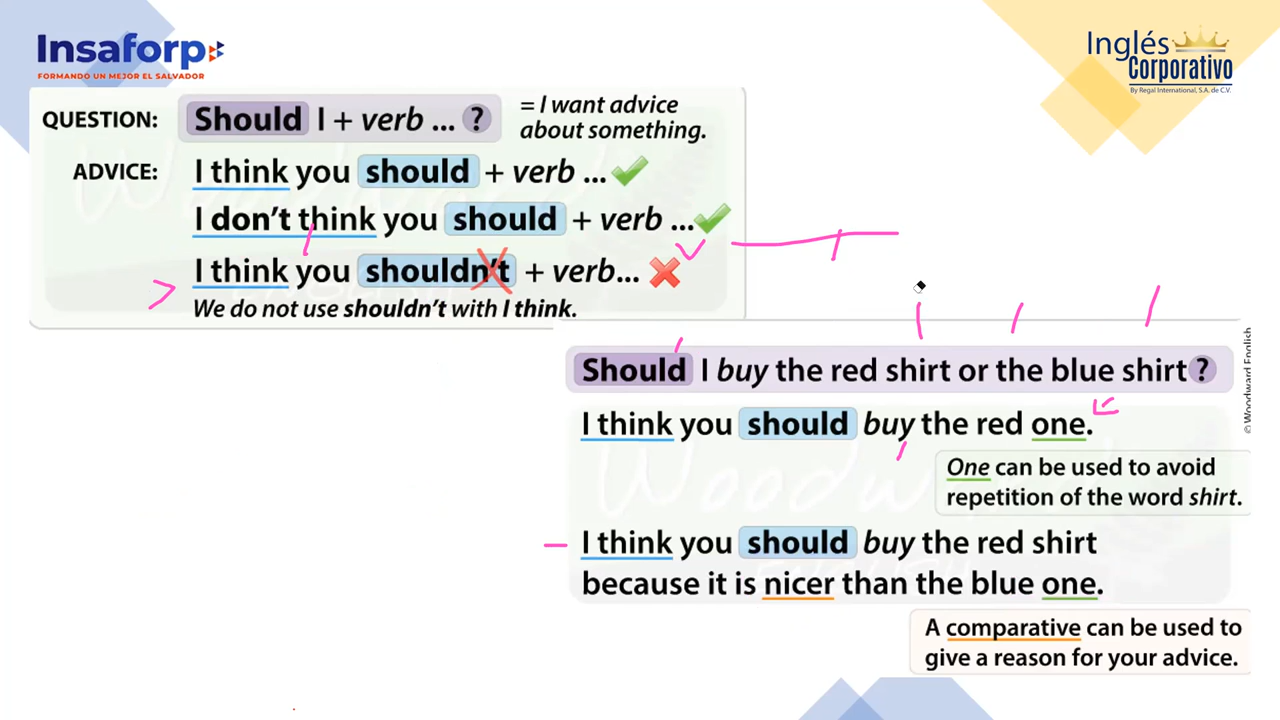 Insaforp
FORMANDO UN MEJOR EL SALVADOR
Inglés
Corporativo
By Regal International, S.A. de C.V.
QUESTION: Should I + verb ... ? = I want advice
about something.
ADVICE: I think you should + verb ...
I don't think you should + verb ...
I think you shouldn't + verb...
We do not use shouldn't with I think.
Should I buy the red shirt or the blue shirt ?
I think you should buy the red one.
One can be used to avoid
repetition of the word shirt.
I think you should buy the red shirt
because it is nicer than the blue one.
A comparative can be used to
give a reason for your advice.
© Woodward English